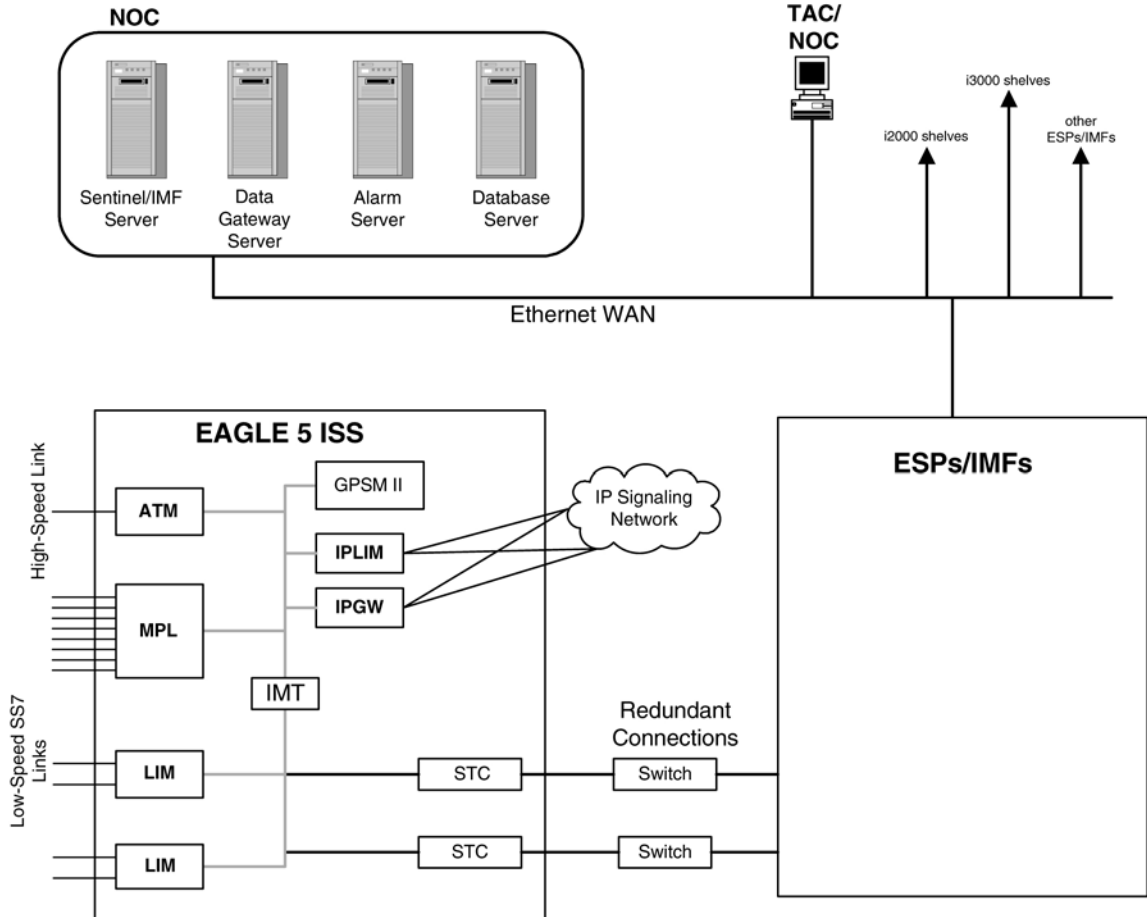 NOC
Sentinel/IMF
Server
Data
Gateway
Server
Alarm
Server
Database
Server
TAC/
NOC
i2000 shelves
i3000 shelves
other
ESPs/IMFs
Ethernet WAN
EAGLE 5 ISS
High-Speed Link
ATM
GPSM II
IPLIM
IPGW
IP Signaling
Network
MPL
IMT
Low-Speed SS7
Links
LIM
STC
Redundant
Connections
Switch
LIM
STC
Switch
ESPs/IMFs